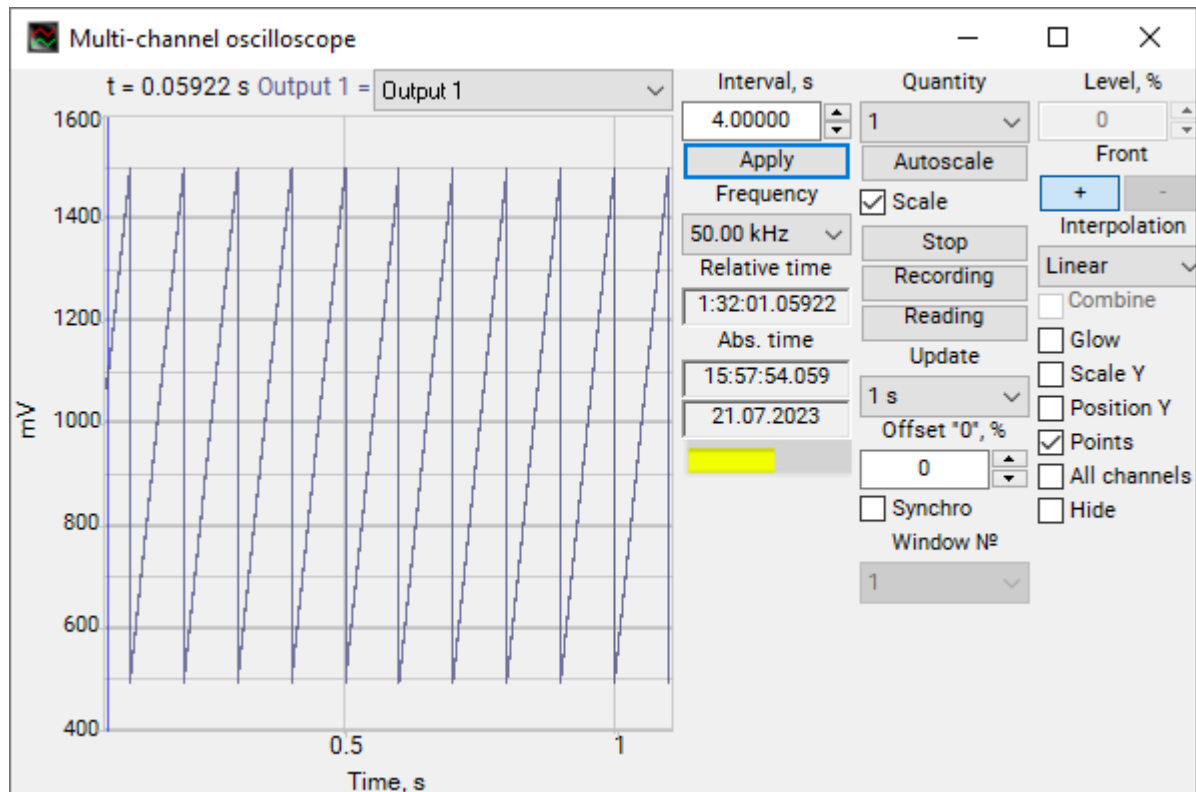 Multi-channel oscilloscope
t = 0.05922 s Output 1 = Output 1
1600
1400
1200
1000
800
600
400
mV
0.5
1
Time, s
Interval, s
4.00000
Apply
Frequency
50.00 kHz
Relative time
1:32:01.05922
Abs. time
15:57:54.059
21.07.2023
Quantity
1
Autoscale
Scale
Stop
Recording
Reading
Update
1 s
Offset "0", %
0
Synchro
Window №
1
Level, %
0
Front
+ -
Interpolation
Linear
Combine
Glow
Scale Y
Position Y
Points
All channels
Hide